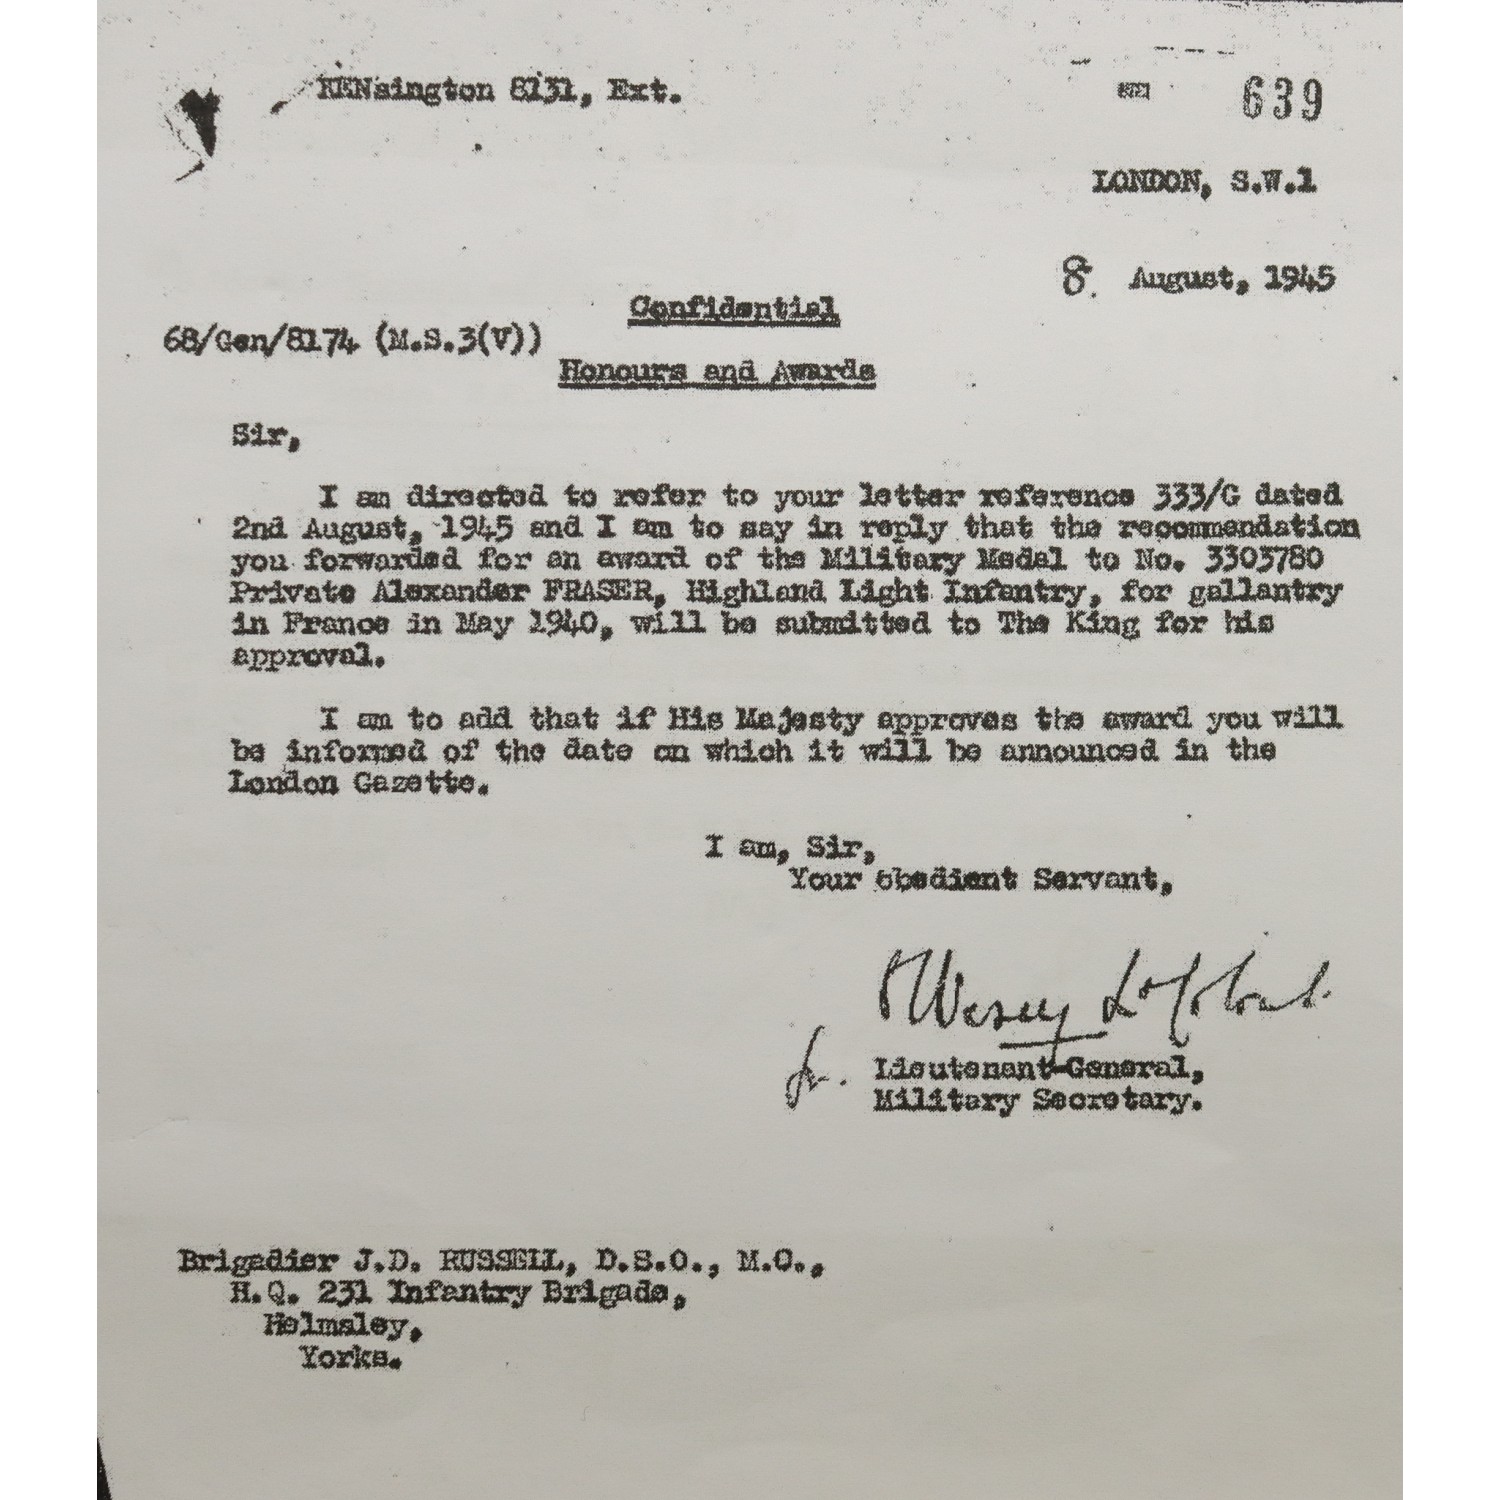 KENsington 8131, Ext.
639
LONDON, S.W.1
8. August, 1945
Confidential
68/Gen/8174 (M.S.3(V))
Honours and Awards
Sir,
I am directed to refer to your letter reference 333/G dated
2nd August, 1945 and I am to say in reply that the recommendation
you forwarded for an award of the Military Medal to No. 3303780
Private Alexander FRASER, Highland Light Infantry, for gallantry
in France in May 1940, will be submitted to The King for his
approval.
I am to add that if His Majesty approves the award you will
be informed of the date on which it will be announced in the
London Gazette.
I am, Sir,
Your obedient Servant,
fr. Lieutenant-General,
Military Secretary.
Brigadier J.D. RUSSELL, D.S.O., M.C.,
H.Q. 231 Infantry Brigade,
Helmsley,
Yorks.